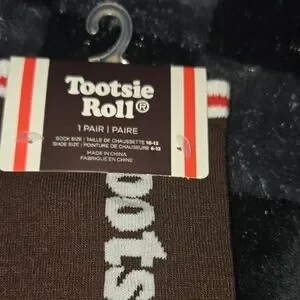 Tootsie
Roll®
1 PAIR | PAIRE
SOCK SIZE | TAILLE DE CHAUSSETTE 10-13
SHOE SIZE | POINTURE DE CHAUSSURE 6-12
MADE IN CHINA
FABRIQUÉ EN CHINE
oots